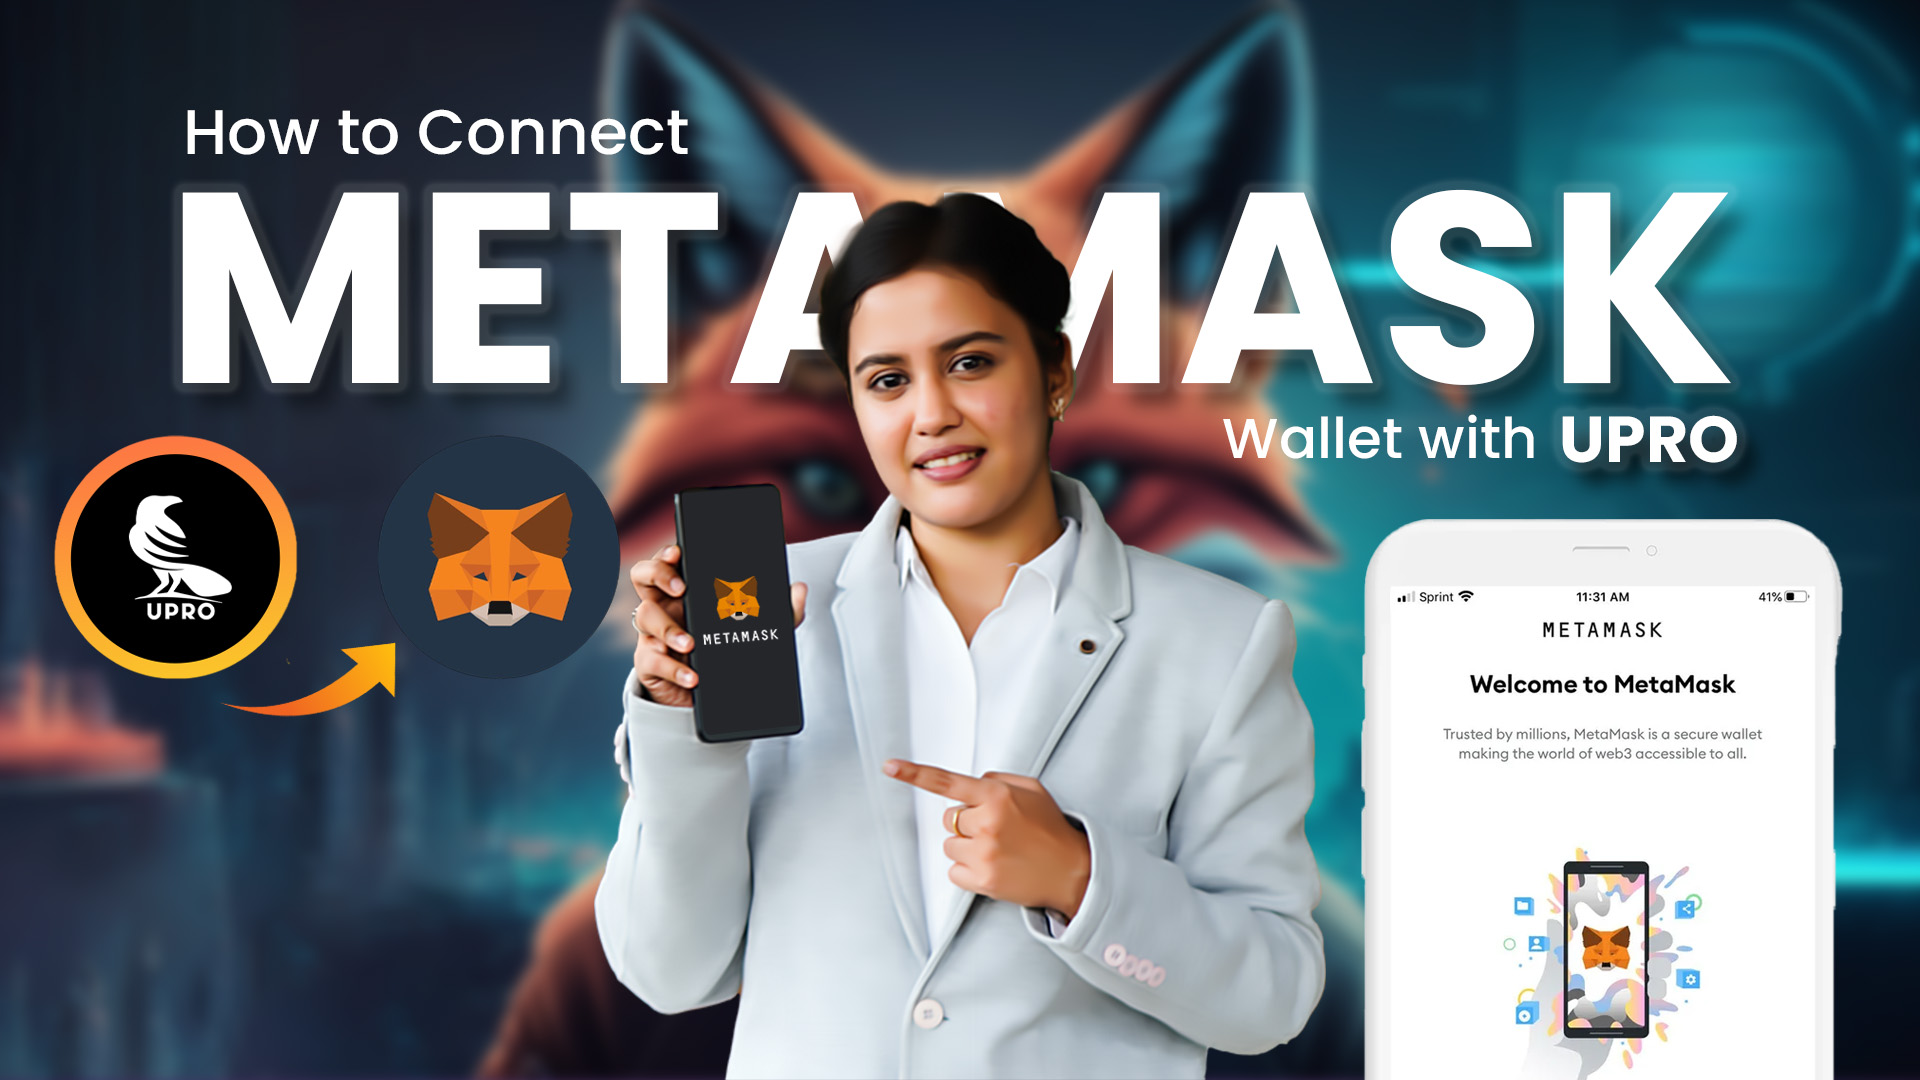 How to Connect
METAMASK
Wallet with UPRO
UPRO
METAMASK
Sprint
11:31 AM
41%
METAMASK
Welcome to MetaMask
Trusted by millions, MetaMask is a secure wallet
making the world of web3 accessible to all.